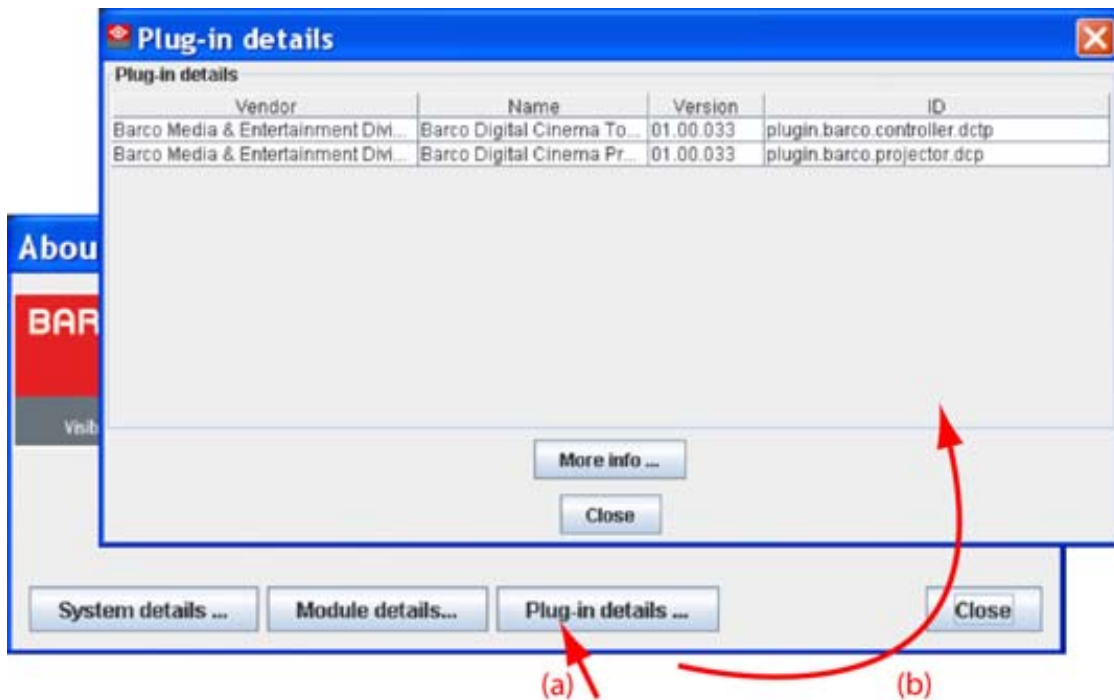 Plug-in details
Plug-in details
Vendor Name Version ID
Barco Media & Entertainment Divi... Barco Digital Cinema To... 01.00.033 plugin.barco.controller.dctp
Barco Media & Entertainment Divi... Barco Digital Cinema Pr... 01.00.033 plugin.barco.projector.dcp
Abou
BAR
Visib
More info ...
Close
System details ... Module details... Plug-in details ... Close
(a) (b)